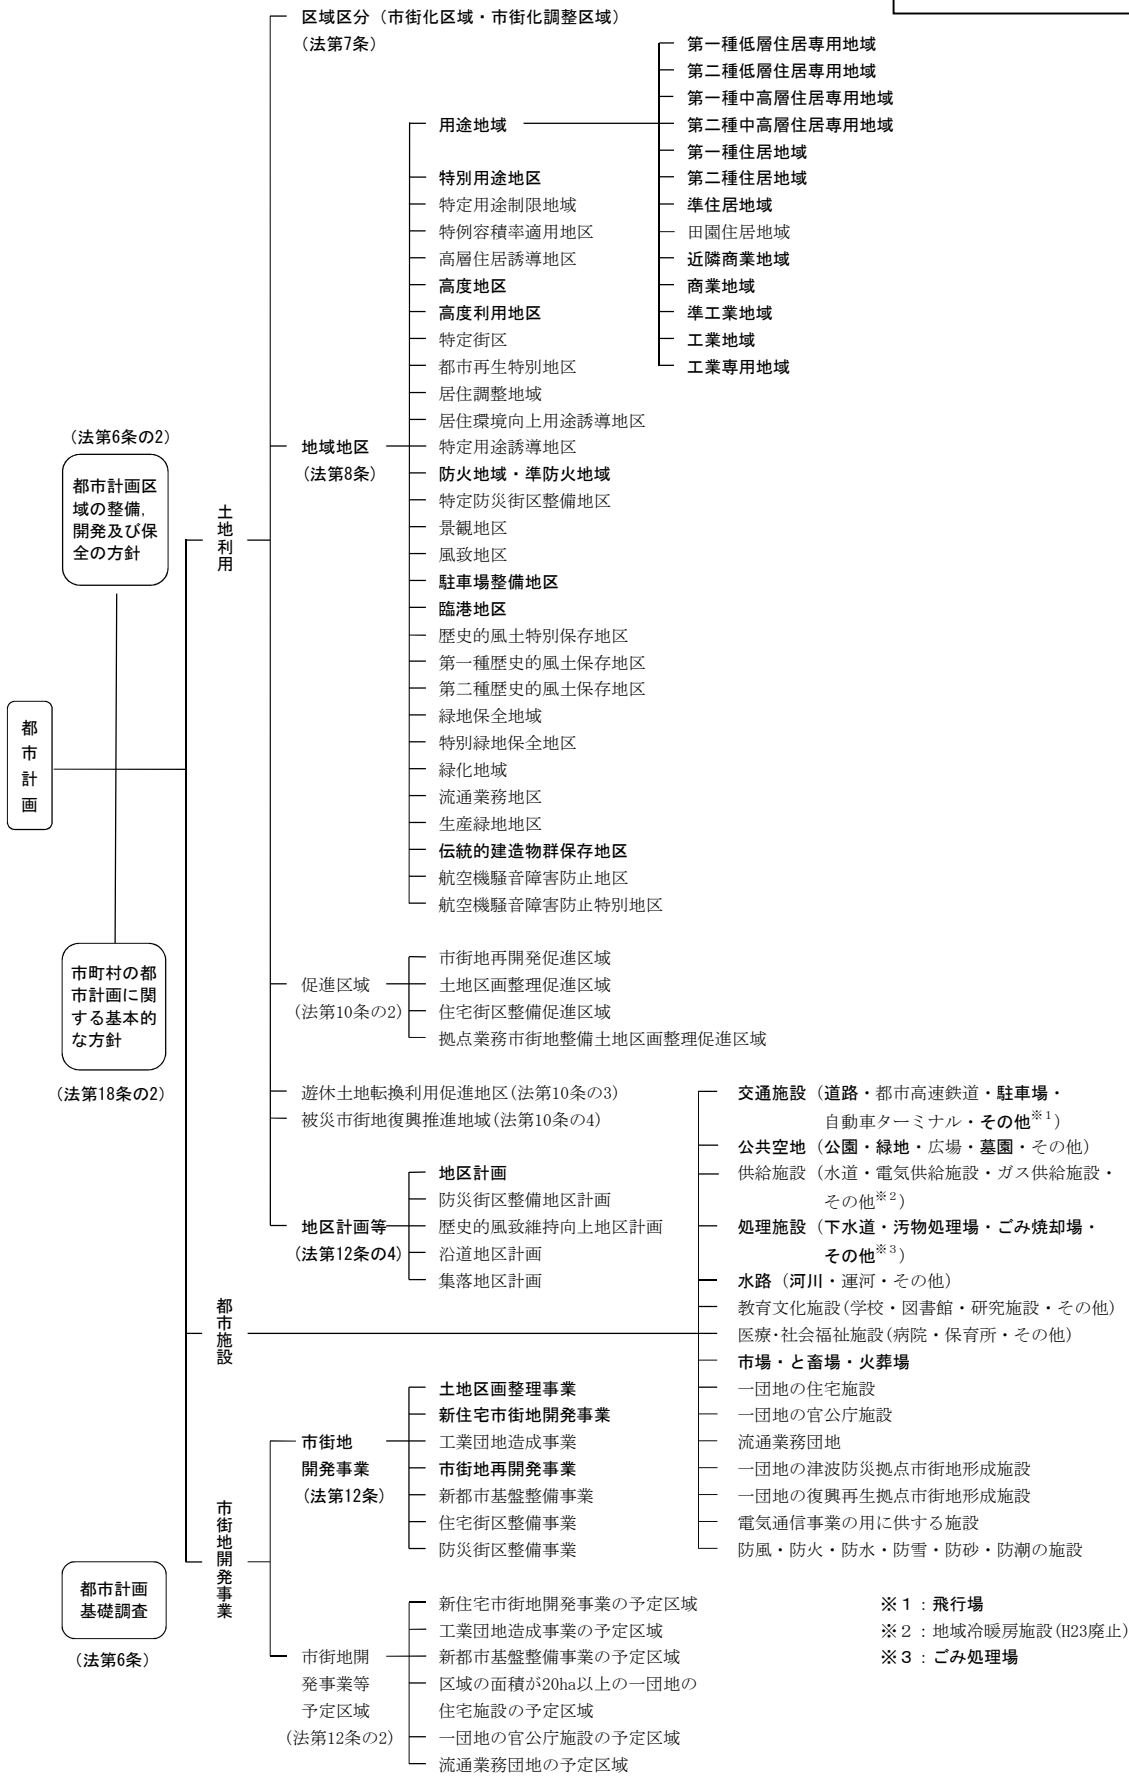 都市計画
(法第6条の2)
都市計画区
域の整備,
開発及び保
全の方針
市町村の都
市計画に関
する基本的
な方針
(法第18条の2)
都市計画
基礎調査
(法第6条)
土地利用
区域区分（市街化区域・市街化調整区域）
(法第7条)
地域地区
(法第8条)
用途地域
第一種低層住居専用地域
第二種低層住居専用地域
第一種中高層住居専用地域
第二種中高層住居専用地域
第一種住居地域
第二種住居地域
準住居地域
田園住居地域
近隣商業地域
商業地域
準工業地域
工業地域
工業専用地域
特別用途地区
特定用途制限地域
特例容積率適用地区
高層住居誘導地区
高度地区
高度利用地区
特定街区
都市再生特別地区
居住調整地域
居住環境向上用途誘導地区
特定用途誘導地区
防火地域・準防火地域
特定防災街区整備地区
景観地区
風致地区
駐車場整備地区
臨港地区
歴史的風土特別保存地区
第一種歴史的風土保存地区
第二種歴史的風土保存地区
緑地保全地域
特別緑地保全地区
緑化地域
流通業務地区
生産緑地地区
伝統的建造物群保存地区
航空機騒音障害防止地区
航空機騒音障害防止特別地区
促進区域
(法第10条の2)
市街地再開発促進区域
土地区画整理促進区域
住宅街区整備促進区域
拠点業務市街地整備土地区画整理促進区域
遊休土地転換利用促進地区(法第10条の3)
被災市街地復興推進地域(法第10条の4)
地区計画等
(法第12条の4)
地区計画
防災街区整備地区計画
歴史的風致維持向上地区計画
沿道地区計画
集落地区計画
都市施設
交通施設（道路・都市高速鉄道・駐車場・
自動車ターミナル・その他※1）
公共空地（公園・緑地・広場・墓園・その他）
供給施設（水道・電気供給施設・ガス供給施設・
その他※2）
処理施設（下水道・汚物処理場・ごみ焼却場・
その他※3）
水路（河川・運河・その他）
教育文化施設(学校・図書館・研究施設・その他)
医療・社会福祉施設(病院・保育所・その他)
市場・と畜場・火葬場
一団地の住宅施設
一団地の官公庁施設
流通業務団地
一団地の津波防災拠点市街地形成施設
一団地の復興再生拠点市街地形成施設
電気通信事業の用に供する施設
防風・防火・防水・防雪・防砂・防潮の施設
市街地開発事業
市街地
開発事業
(法第12条)
土地区画整理事業
新住宅市街地開発事業
工業団地造成事業
市街地再開発事業
新都市基盤整備事業
住宅街区整備事業
防災街区整備事業
市街地開
発事業等
予定区域
(法第12条の2)
新住宅市街地開発事業の予定区域
工業団地造成事業の予定区域
新都市基盤整備事業の予定区域
区域の面積が20ha以上の一団地の
住宅施設の予定区域
一団地の官公庁施設の予定区域
流通業務団地の予定区域
※１：飛行場
※２：地域冷暖房施設(H23廃止)
※３：ごみ処理場